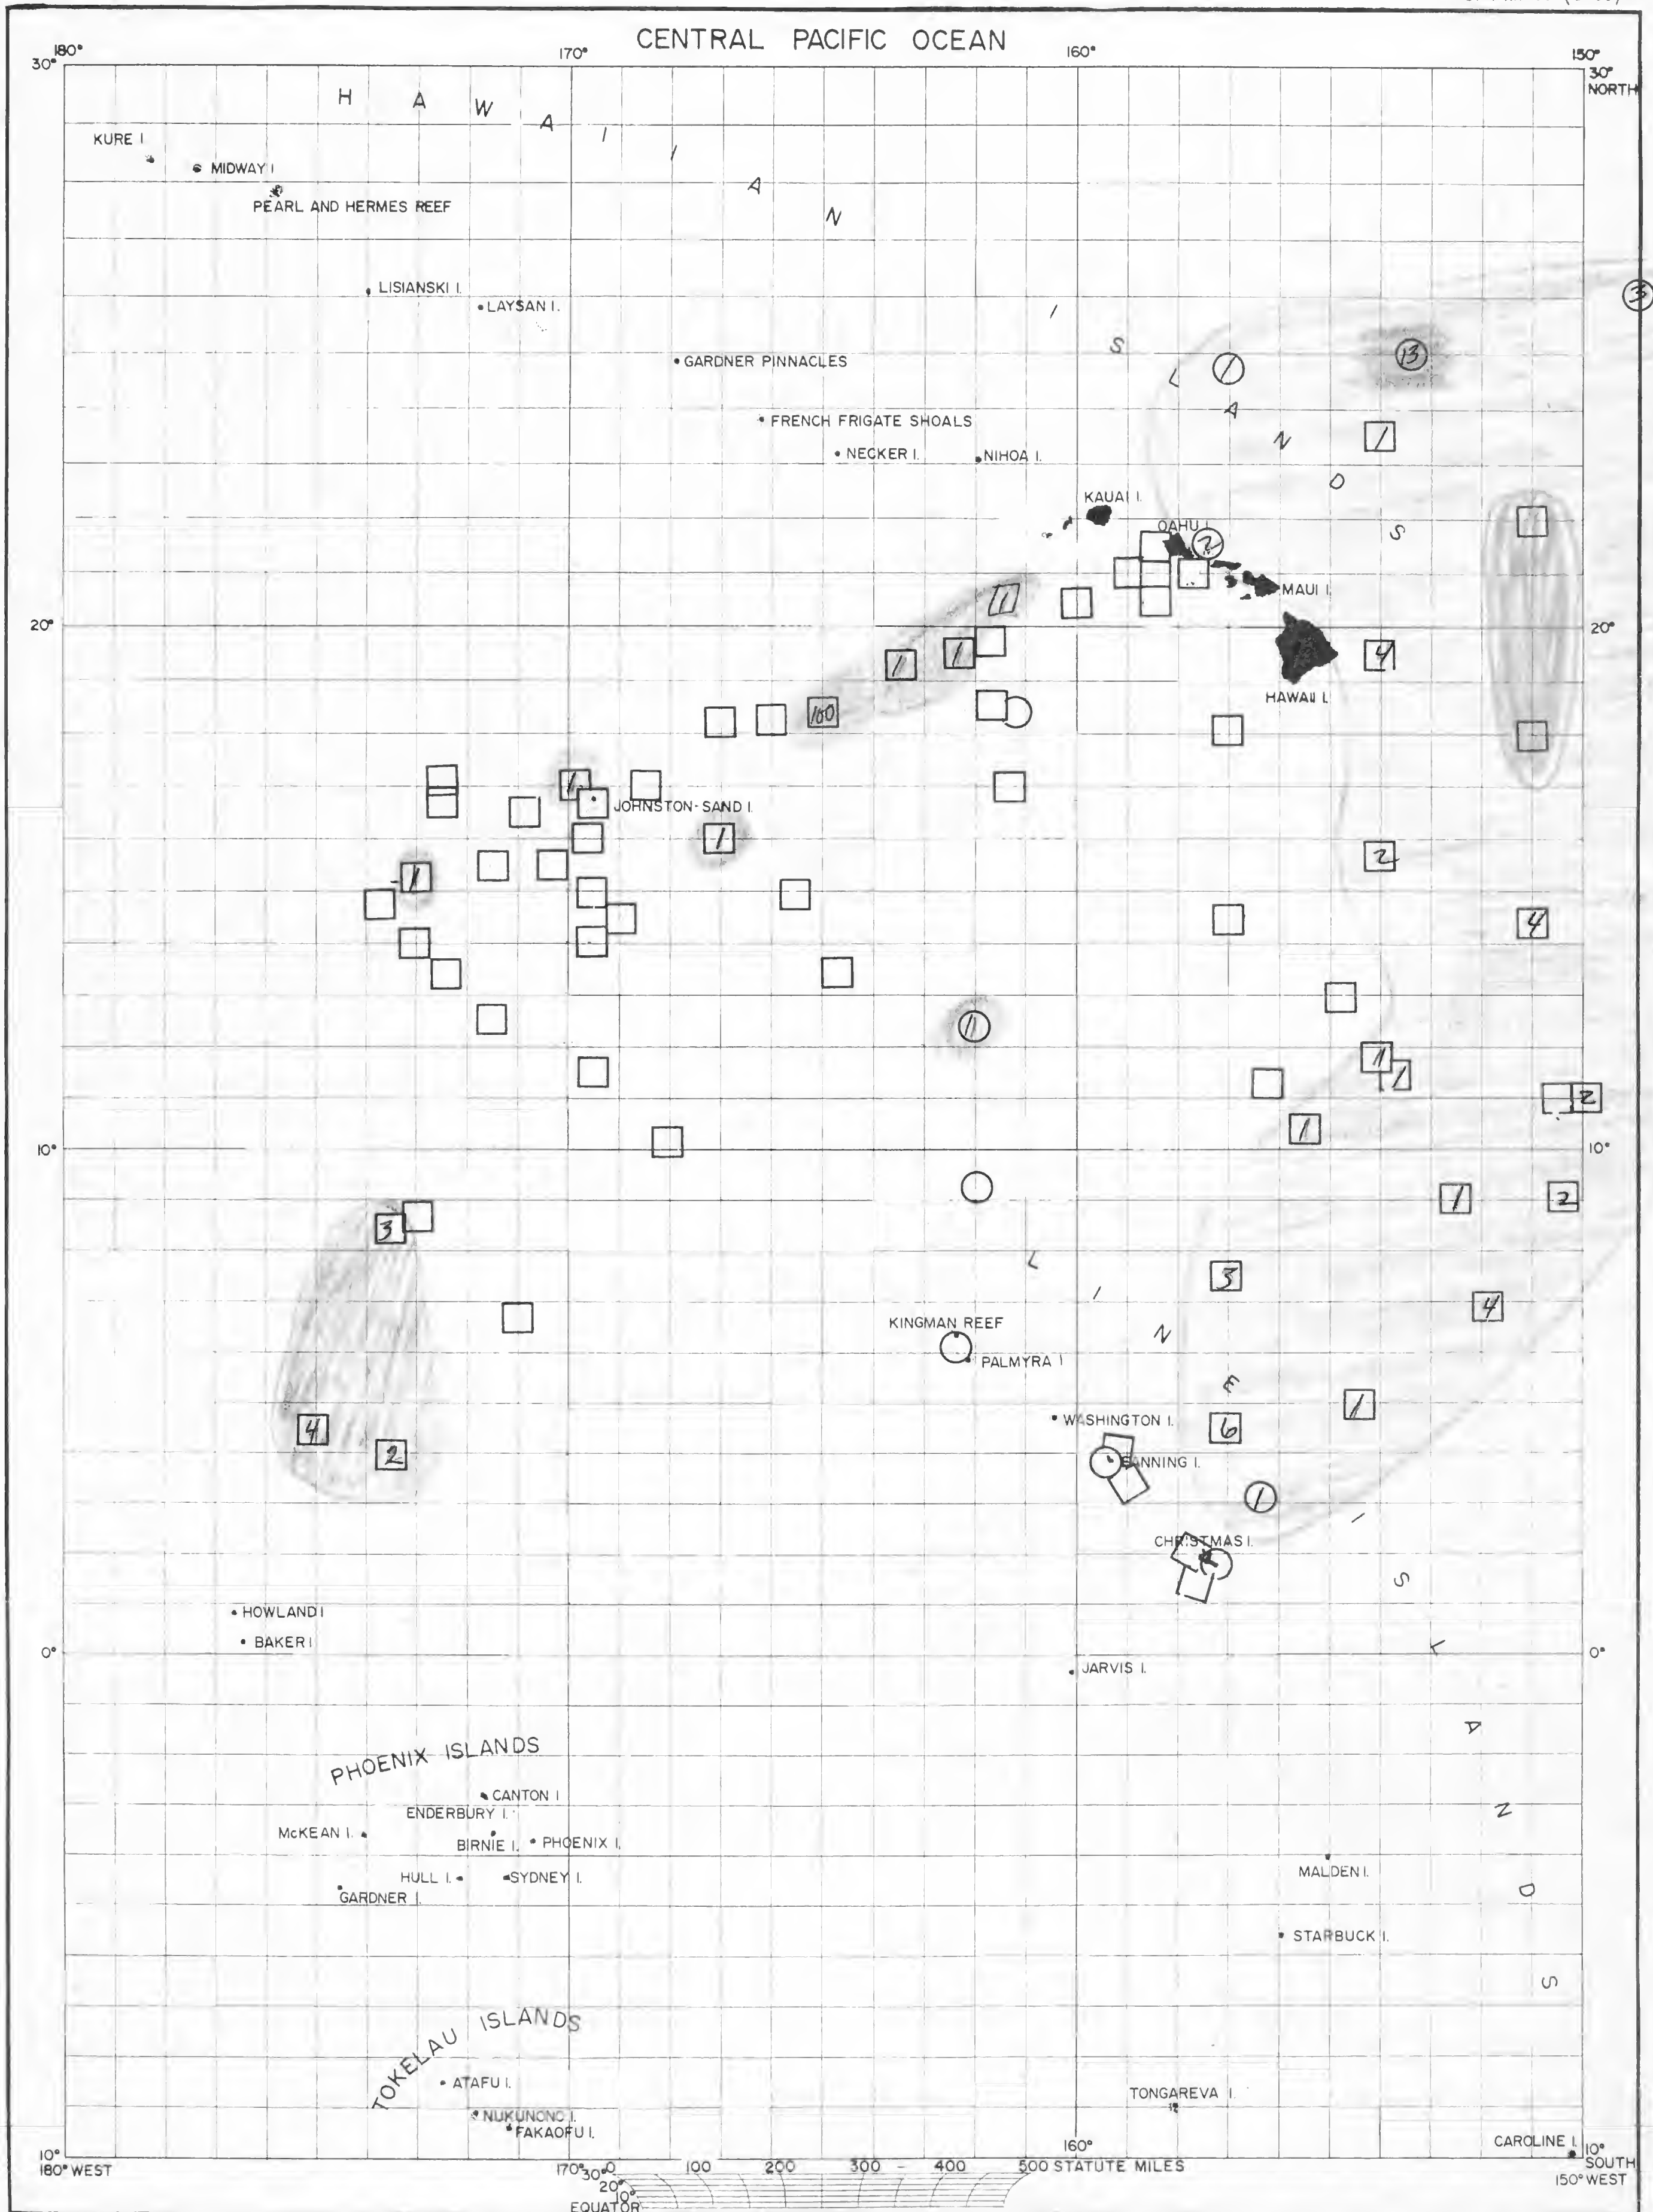 CENTRAL PACIFIC OCEAN
180° 170° 160° 150°
30° 30°
NORTH
H A W A I I A N I S L A N D S
KURE I.
MIDWAY I.
PEARL AND HERMES REEF
LISIANSKI I.
LAYSAN I.
3
GARDNER PINNACLES
1 13
FRENCH FRIGATE SHOALS
1
NECKER I. NIHOA I.
KAUAI I.
OAHU I.
2
MAUI I.
1
20° 20°
1 1 4
HAWAII I.
100
1
JOHNSTON-SAND I.
1
2
1
4
1
1
1
2
1
10° 10°
1 2
3
L I N E I S L A N D S
3
4
KINGMAN REEF
PALMYRA I
1
WASHINGTON I.
4 6
2
FANNING I.
1
CHRISTMAS I.
HOWLAND I
BAKER I
0° 0°
JARVIS I.
PHOENIX ISLANDS
CANTON I
ENDERBURY I.
McKEAN I.
BIRNIE I. PHOENIX I.
HULL I. SYDNEY I.
GARDNER I.
MALDEN I.
STARBUCK I.
TOKELAU ISLANDS
ATAFU I.
NUKUNONO I.
FAKAOFU I.
TONGAREVA I.
CAROLINE I.
10° 160° 10°
SOUTH
180° WEST 170° 150° WEST
30° 0 100 200 300 400 500 STATUTE MILES
20°
10°
EQUATOR